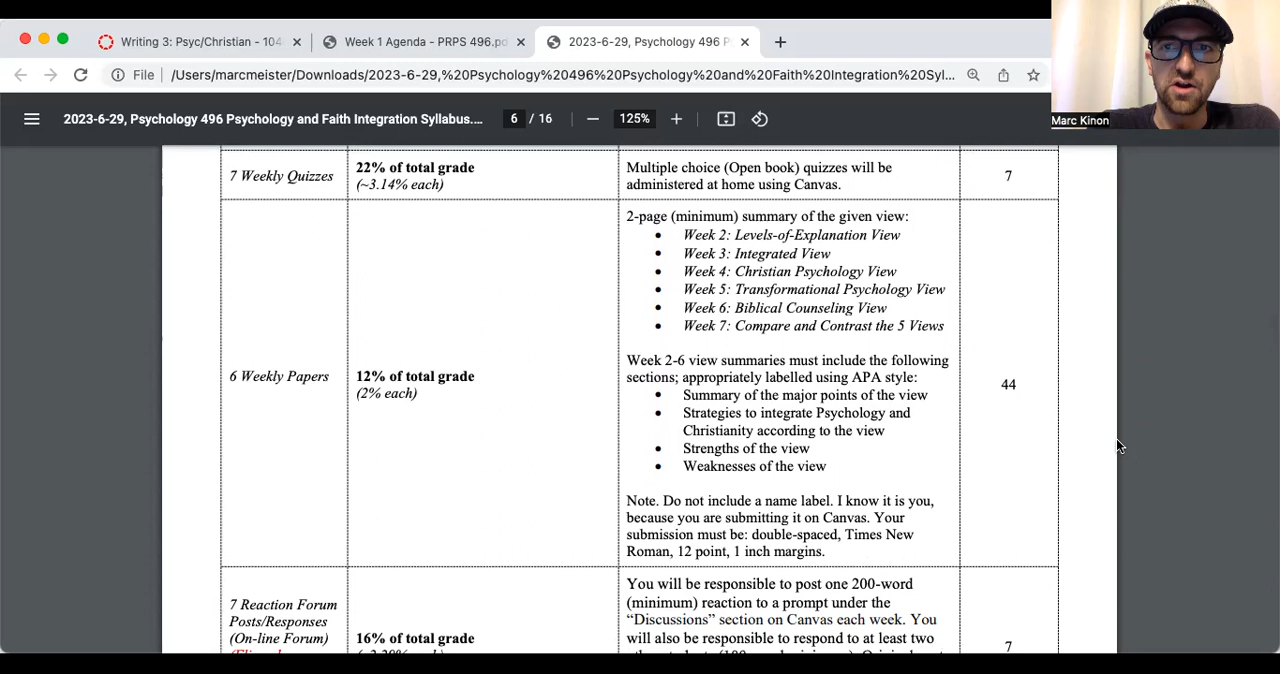 Writing 3: Psyc/Christian - 104
Week 1 Agenda - PRPS 496.pd
2023-6-29, Psychology 496 P
File
/Users/marcmeister/Downloads/2023-6-29,%20Psychology%20496%20Psychology%20and%20Faith%20Integration%20Syl...
Marc Kinon
2023-6-29, Psychology 496 Psychology and Faith Integration Syllabus....
6 / 16
125%
7 Weekly Quizzes
22% of total grade
(~3.14% each)
Multiple choice (Open book) quizzes will be
administered at home using Canvas.
7
6 Weekly Papers
12% of total grade
(2% each)
2-page (minimum) summary of the given view:
• Week 2: Levels-of-Explanation View
• Week 3: Integrated View
• Week 4: Christian Psychology View
• Week 5: Transformational Psychology View
• Week 6: Biblical Counseling View
• Week 7: Compare and Contrast the 5 Views
Week 2-6 view summaries must include the following
sections; appropriately labelled using APA style:
• Summary of the major points of the view
• Strategies to integrate Psychology and
Christianity according to the view
• Strengths of the view
• Weaknesses of the view
Note. Do not include a name label. I know it is you,
because you are submitting it on Canvas. Your
submission must be: double-spaced, Times New
Roman, 12 point, 1 inch margins.
44
7 Reaction Forum
Posts/Responses
(On-line Forum)
16% of total grade
You will be responsible to post one 200-word
(minimum) reaction to a prompt under the
“Discussions” section on Canvas each week. You
will also be responsible to respond to at least two
7